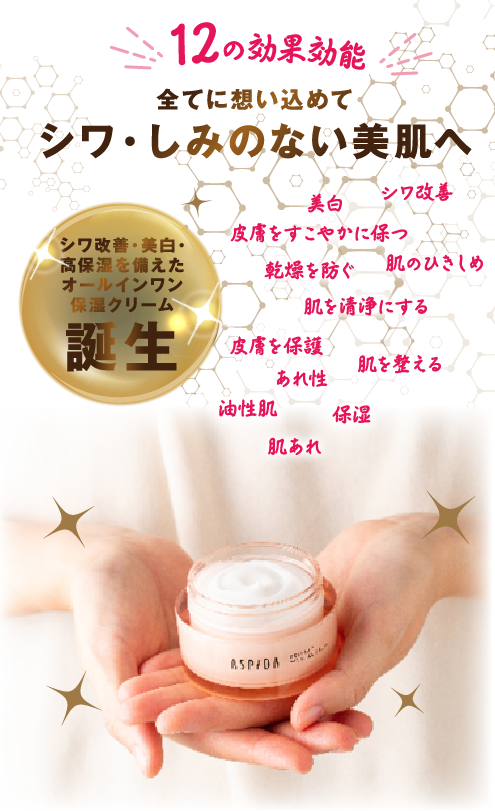 12の効果効能
全てに想い込めて
シワ・しみのない美肌へ
美白
シワ改善
皮膚をすこやかに保つ
乾燥を防ぐ
肌のひきしめ
肌を清浄にする
皮膚を保護
肌を整える
あれ性
油性肌
保湿
肌あれ
シワ改善・美白・
高保湿を備えた
オールインワン
保湿クリーム
誕生
ASPIDA